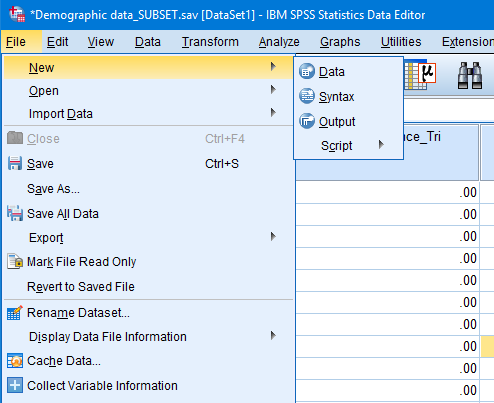 *Demographic data_SUBSET.sav [DataSet1] - IBM SPSS Statistics Data Editor
File Edit View Data Transform Analyze Graphs Utilities Extension
New
Open
Import Data
Close Ctrl+F4
Save Ctrl+S
Save As...
Save All Data
Export
Mark File Read Only
Revert to Saved File
Rename Dataset...
Display Data File Information
Cache Data...
Collect Variable Information
Data
Syntax
Output
Script
μ
nce_Tri
.00
.00
.00
.00
.00
.00
.00
.00
.00